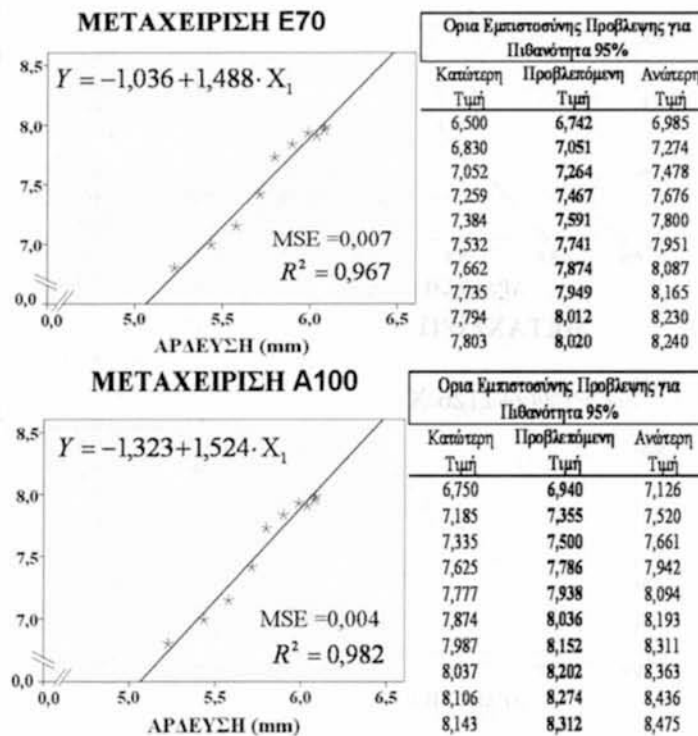 ΜΕΤΑΧΕΙΡΙΣΗ E70
8,5
8,0
7,5
7,0
0,0
Y = −1,036+1,488· X₁
MSE =0,007
R² = 0,967
0,0 5,0 5,5 6,0 6,5
ΑΡΔΕΥΣΗ (mm)
Ορια Εμπιστοσύνης Πρόβλεψης για
Πιθανότητα 95%
Κατώτερη Προβλεπόμενη Ανώτερη
Τιμή Τιμή Τιμή
6,500 6,742 6,985
6,830 7,051 7,274
7,052 7,264 7,478
7,259 7,467 7,676
7,384 7,591 7,800
7,532 7,741 7,951
7,662 7,874 8,087
7,735 7,949 8,165
7,794 8,012 8,230
7,803 8,020 8,240
ΜΕΤΑΧΕΙΡΙΣΗ A100
8,5
8,0
7,5
7,0
0,0
Y = −1,323+1,524· X₁
MSE =0,004
R² = 0,982
0,0 5,0 5,5 6,0 6,5
ΑΡΔΕΥΣΗ (mm)
Ορια Εμπιστοσύνης Πρόβλεψης για
Πιθανότητα 95%
Κατώτερη Προβλεπόμενη Ανώτερη
Τιμή Τιμή Τιμή
6,750 6,940 7,126
7,185 7,355 7,520
7,335 7,500 7,661
7,625 7,786 7,942
7,777 7,938 8,094
7,874 8,036 8,193
7,987 8,152 8,311
8,037 8,202 8,363
8,106 8,274 8,436
8,143 8,312 8,475